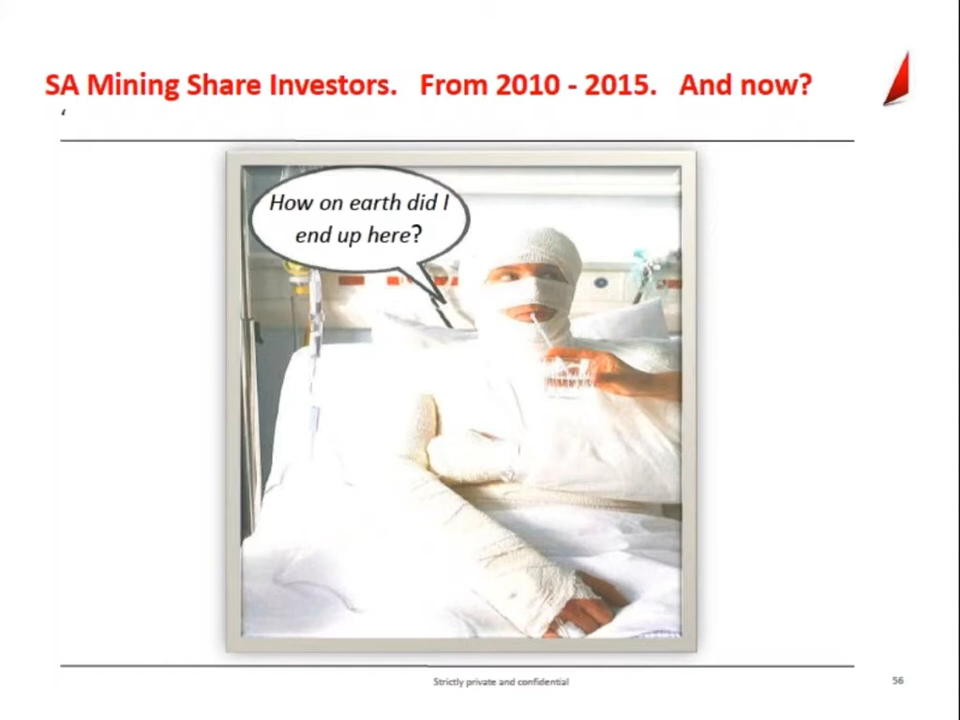 SA Mining Share Investors.   From 2010 - 2015.   And now?
‘
How on earth did I
end up here?
Strictly private and confidential
56